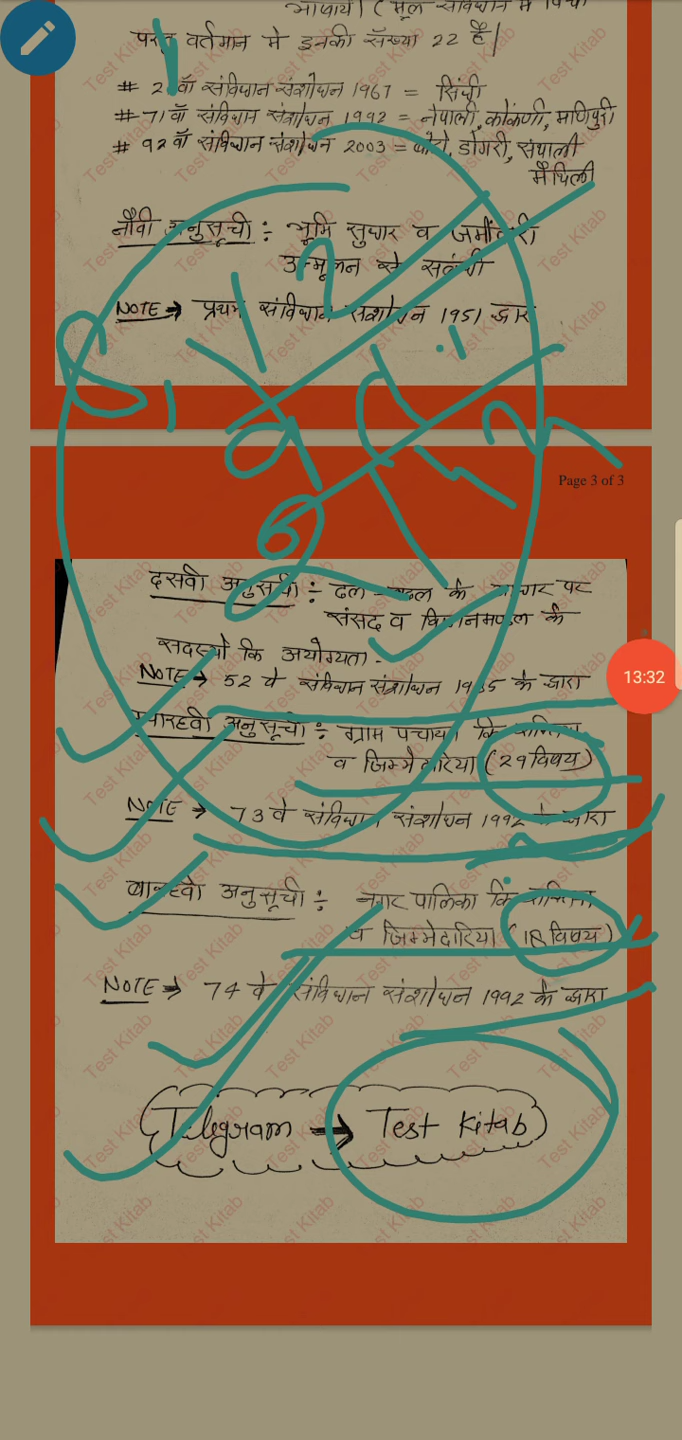 परन्तु वर्तमान मे इनकी सँख्या 22 है|
# 21वाँ संविधान संशोधन 1967 = सिंधी
# 71वाँ संविधान संशोधन 1992 = नेपाली, कोंकणी, मणिपुरी
# 92वाँ संविधान संशोधन 2003 = बोडो, डोगरी, संथाली
मैथिली
नौवी अनुसूची ÷ भूमि सुधार व जमींदारी
उन्मूलन से संबंधी
NOTE → प्रथम संविधान संशोधन 1951 द्वारा
Page 3 of 3
दसवी अनुसूची ÷ दल - बदल के आधार पर
संसद व विधानमण्डल के
सदस्यो कि अयोग्यता -
NOTE → 52 वे संविधान संशोधन 1985 के द्वारा
13:32
ग्यारहवी अनुसूची ÷ ग्राम पंचायत कि शक्तियां
व जिम्मेदारिया (29 विषय)
NOTE → 73 वे संविधान संशोधन 1992 के द्वारा
बारहवी अनुसूची ÷ नगर पालिका कि शक्तियां
व जिम्मेदारिया (18 विषय)
NOTE → 74 वे संविधान संशोधन 1992 के द्वारा
Telegram → Test Kitab